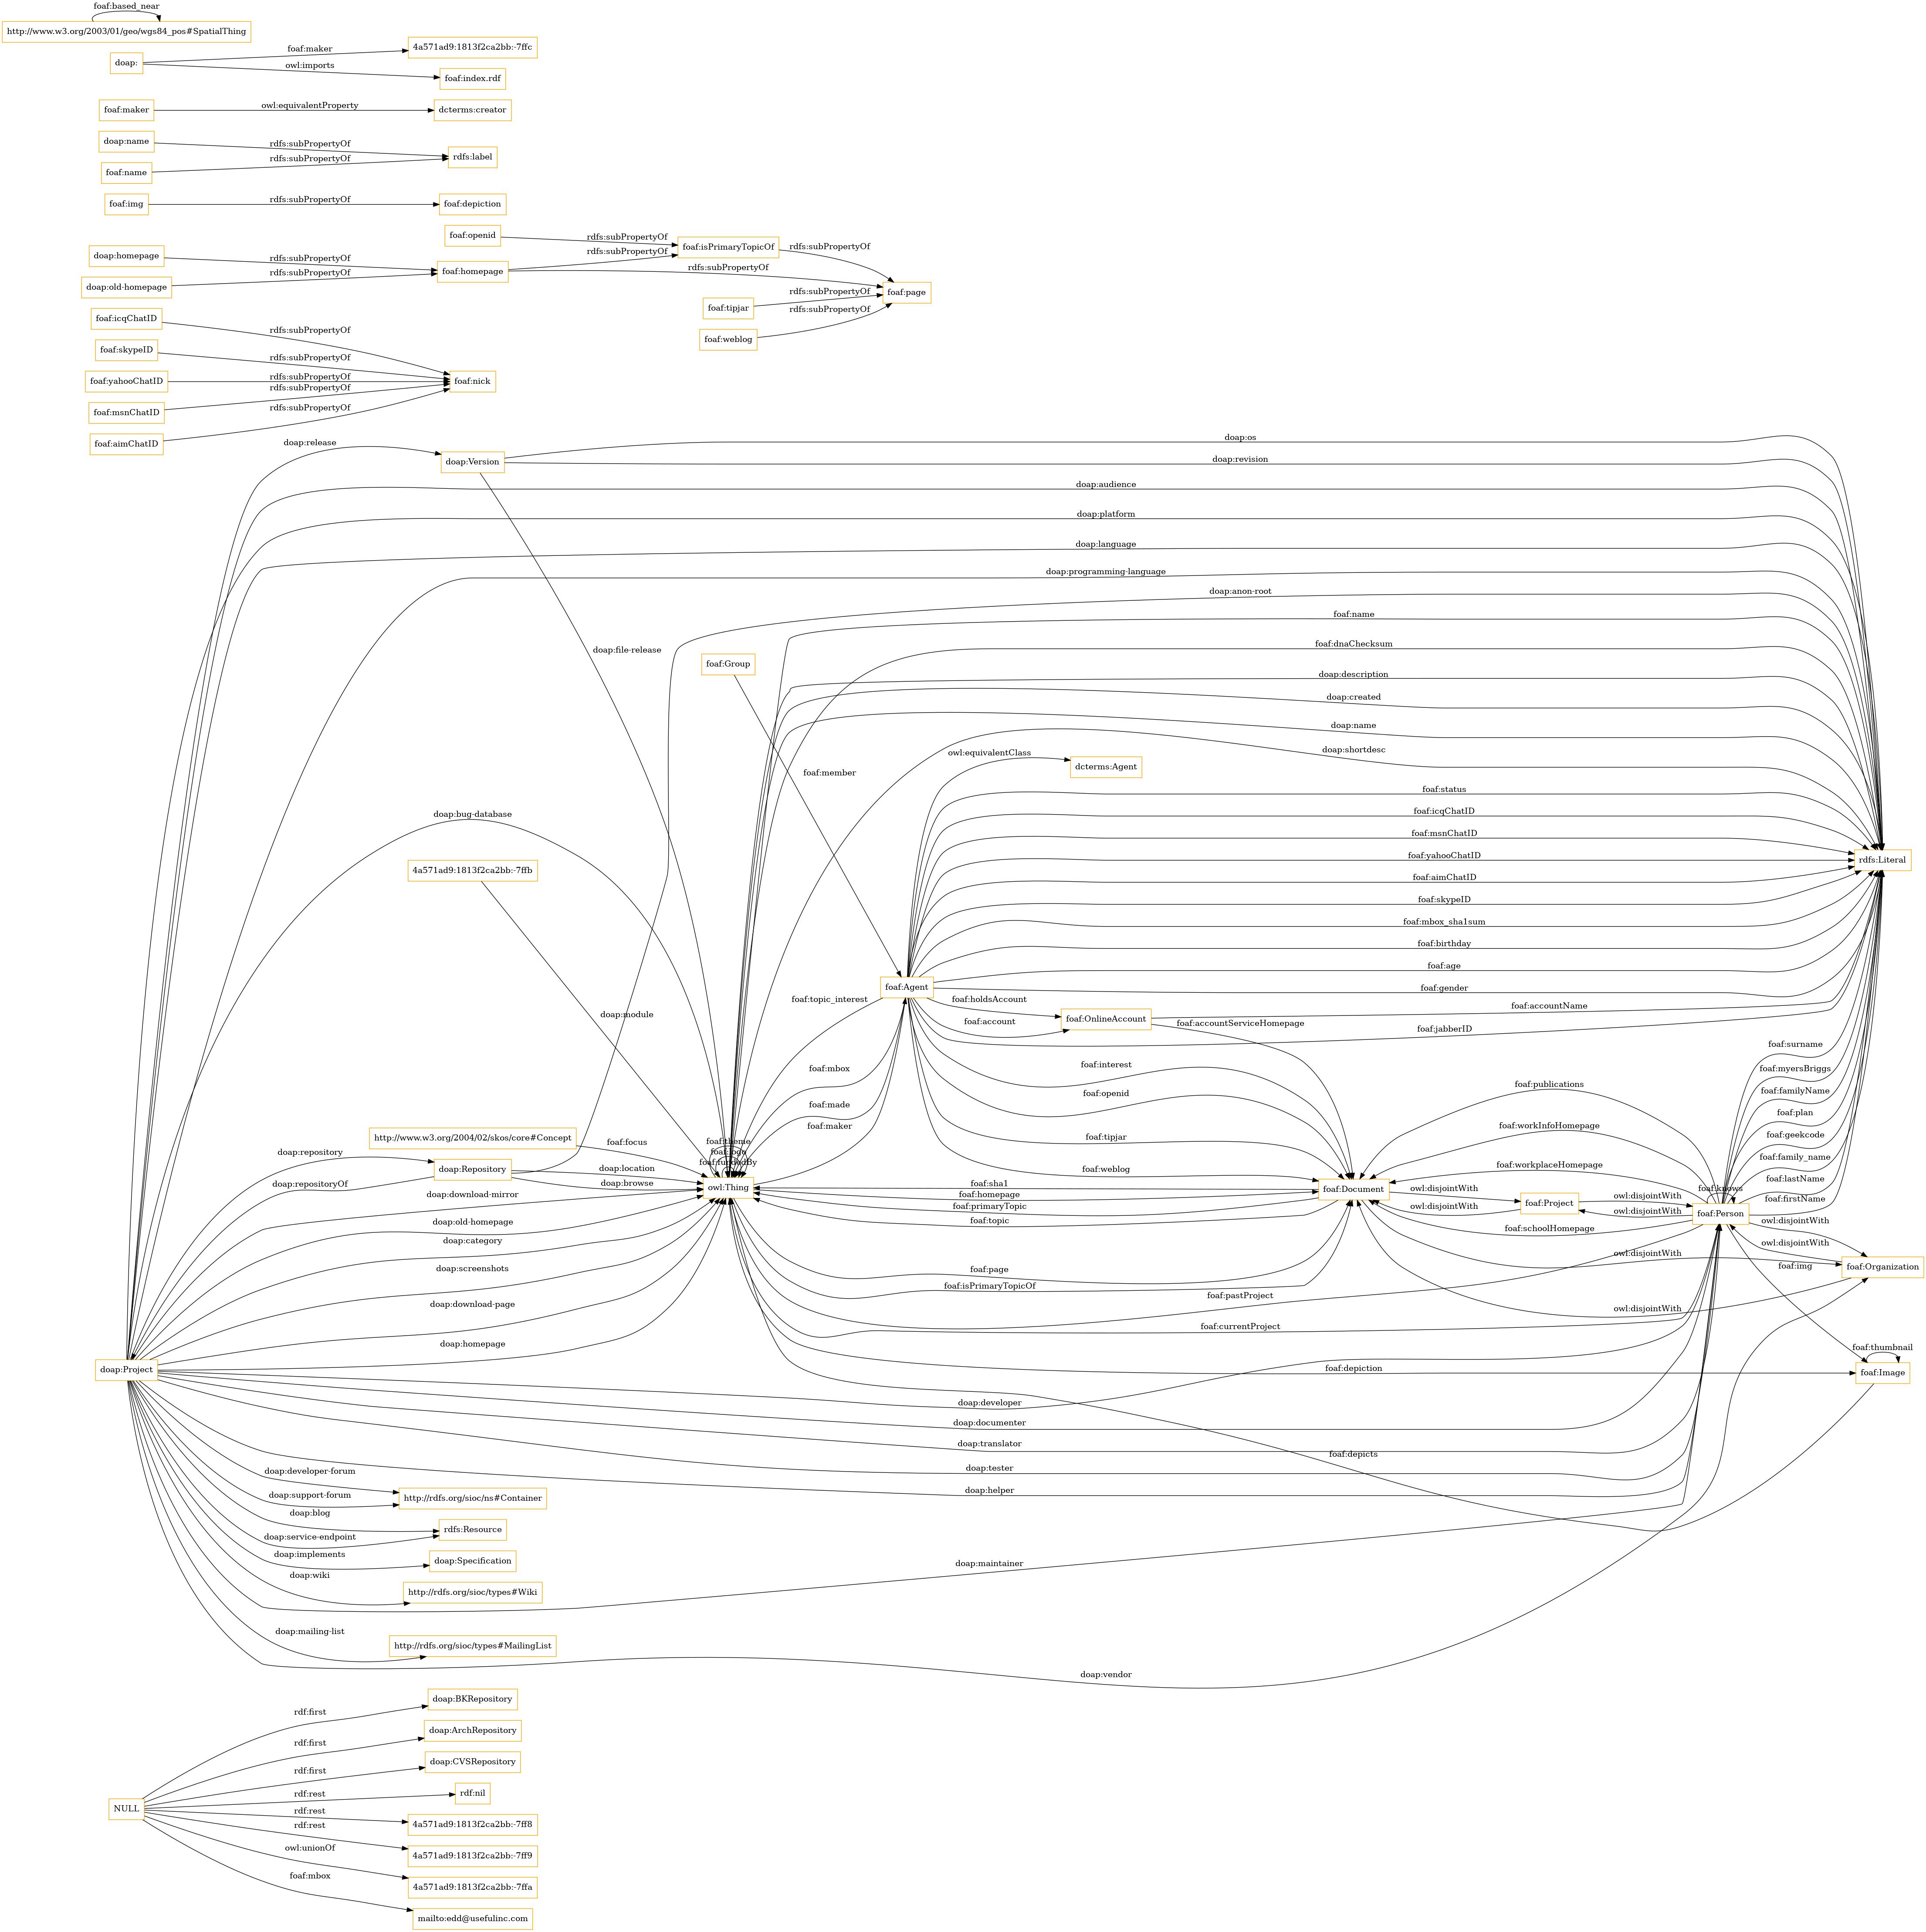 foaf:based_near
http://www.w3.org/2003/01/geo/wgs84_pos#SpatialThing
doap:
foaf:maker
4a571ad9:1813f2ca2bb:-7ffc
owl:imports
foaf:index.rdf
foaf:maker
owl:equivalentProperty
dcterms:creator
doap:name
rdfs:subPropertyOf
foaf:name
rdfs:subPropertyOf
rdfs:label
foaf:img
rdfs:subPropertyOf
foaf:depiction
foaf:openid
rdfs:subPropertyOf
foaf:isPrimaryTopicOf
rdfs:subPropertyOf
doap:homepage
rdfs:subPropertyOf
foaf:homepage
rdfs:subPropertyOf
rdfs:subPropertyOf
doap:old-homepage
rdfs:subPropertyOf
foaf:page
foaf:tipjar
rdfs:subPropertyOf
foaf:weblog
rdfs:subPropertyOf
foaf:icqChatID
rdfs:subPropertyOf
foaf:skypeID
rdfs:subPropertyOf
foaf:yahooChatID
rdfs:subPropertyOf
foaf:nick
foaf:msnChatID
rdfs:subPropertyOf
foaf:aimChatID
rdfs:subPropertyOf
doap:release
doap:Version
doap:os
doap:revision
doap:audience
doap:platform
doap:language
doap:programming-language
doap:anon-root
foaf:name
doap:file-release
foaf:dnaChecksum
foaf:Group
doap:description
doap:created
doap:name
doap:shortdesc
foaf:member
owl:equivalentClass
dcterms:Agent
foaf:status
foaf:icqChatID
doap:bug-database
foaf:msnChatID
foaf:yahooChatID
rdfs:Literal
4a571ad9:1813f2ca2bb:-7ffb
foaf:aimChatID
foaf:skypeID
foaf:mbox_sha1sum
foaf:birthday
foaf:age
foaf:Agent
foaf:gender
foaf:topic_interest
foaf:holdsAccount
foaf:accountName
doap:module
foaf:account
foaf:OnlineAccount
foaf:accountServiceHomepage
foaf:jabberID
foaf:surname
foaf:mbox
foaf:interest
foaf:myersBriggs
foaf:publications
foaf:openid
foaf:familyName
foaf:made
foaf:plan
foaf:maker
foaf:workInfoHomepage
http://www.w3.org/2004/02/skos/core#Concept
foaf:focus
foaf:theme
foaf:logo
foaf:fundedBy
foaf:tipjar
foaf:geekcode
doap:repository
doap:Repository
doap:location
foaf:weblog
foaf:workplaceHomepage
foaf:family_name
doap:repositoryOf
doap:browse
owl:Thing
foaf:sha1
foaf:Document
owl:disjointWith
foaf:lastName
foaf:knows
doap:download-mirror
foaf:homepage
foaf:Project
owl:disjointWith
foaf:firstName
foaf:primaryTopic
owl:disjointWith
owl:disjointWith
foaf:Person
doap:old-homepage
foaf:topic
foaf:schoolHomepage
owl:disjointWith
doap:category
owl:disjointWith
owl:disjointWith
doap:screenshots
foaf:page
foaf:img
foaf:Organization
foaf:isPrimaryTopicOf
doap:download-page
foaf:pastProject
owl:disjointWith
foaf:currentProject
doap:homepage
foaf:thumbnail
doap:Project
foaf:depiction
foaf:Image
doap:developer
doap:documenter
doap:translator
foaf:depicts
doap:tester
doap:developer-forum
doap:helper
doap:support-forum
http://rdfs.org/sioc/ns#Container
doap:blog
rdfs:Resource
doap:service-endpoint
doap:implements
doap:Specification
doap:maintainer
doap:wiki
http://rdfs.org/sioc/types#Wiki
doap:mailing-list
http://rdfs.org/sioc/types#MailingList
doap:vendor
NULL
rdf:first
doap:BKRepository
rdf:first
doap:ArchRepository
rdf:first
doap:CVSRepository
rdf:rest
rdf:nil
rdf:rest
4a571ad9:1813f2ca2bb:-7ff8
rdf:rest
4a571ad9:1813f2ca2bb:-7ff9
owl:unionOf
4a571ad9:1813f2ca2bb:-7ffa
foaf:mbox
mailto:edd@usefulinc.com